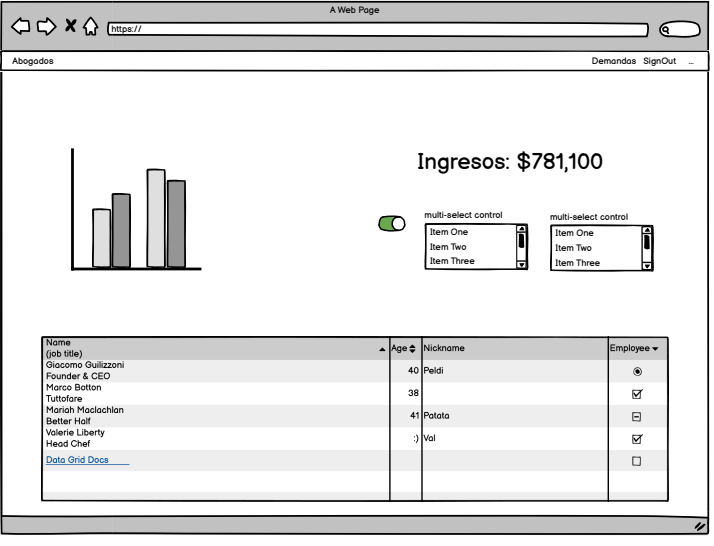 A Web Page
https://
Abogados
Demandas SignOut ...
Ingresos: $781,100
multi-select control
Item One
Item Two
Item Three
multi-select control
Item One
Item Two
Item Three
Name
(job title)
Age
Nickname
Employee
Giacomo Guilizzoni
Founder & CEO
40
Peldi
Marco Botton
Tuttofare
38
Mariah Maclachlan
Better Half
41
Patata
Valerie Liberty
Head Chef
:)
Val
Data Grid Docs